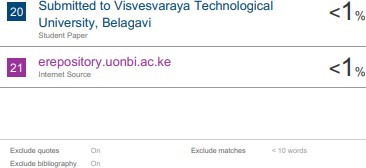 20
Submitted to Visvesvaraya Technological
University, Belagavi
Student Paper
<1%
21
erepository.uonbi.ac.ke
Internet Source
<1%
Exclude quotes On
Exclude matches < 10 words
Exclude bibliography On